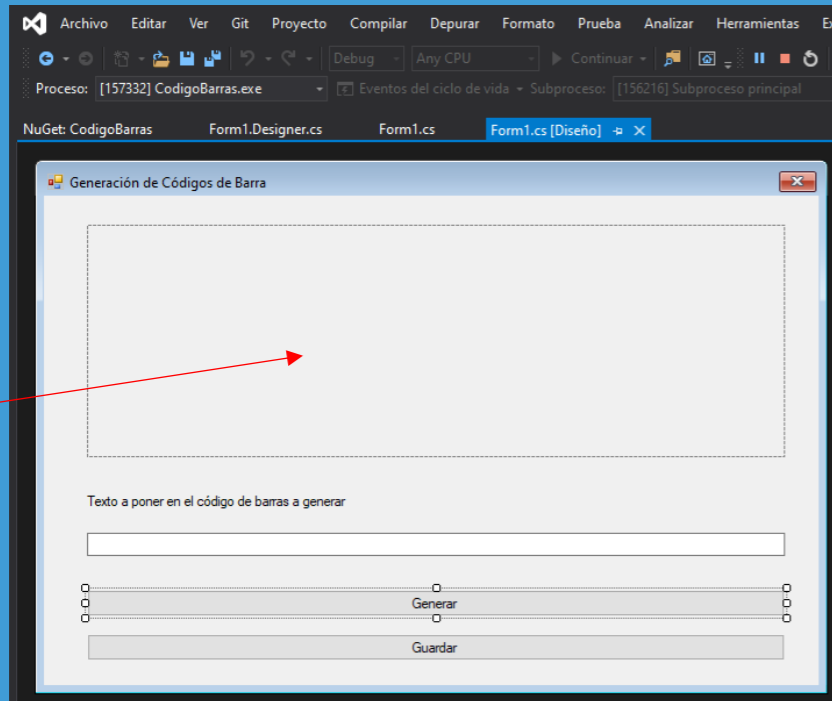 Archivo Editar Ver Git Proyecto Compilar Depurar Formato Prueba Analizar Herramientas
Debug Any CPU Continuar
Proceso: [157332] CodigoBarras.exe Eventos del ciclo de vida Subproceso: [156216] Subproceso principal
NuGet: CodigoBarras Form1.Designer.cs Form1.cs Form1.cs [Diseño]
Generación de Códigos de Barra
Texto a poner en el código de barras a generar
Generar
Guardar